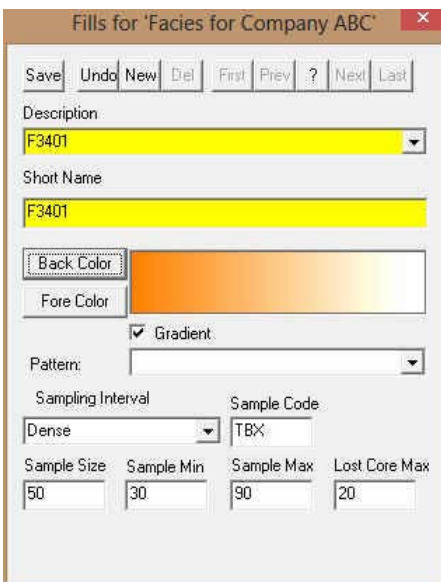 Fills for 'Facies for Company ABC'
Save Undo New Del First Prev ? Next Last
Description
F3401
Short Name
F3401
Back Color
Fore Color
Gradient
Pattern:
Sampling Interval Sample Code
Dense TBX
Sample Size Sample Min Sample Max Lost Core Max
50 30 90 20